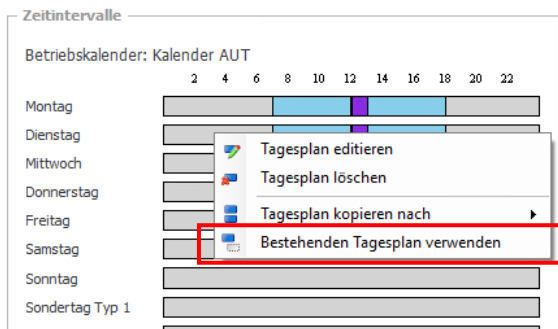 Zeitintervalle
Betriebskalender: Kalender AUT
2 4 6 8 10 12 14 16 18 20 22
Montag
Dienstag
Tagesplan editieren
Mittwoch
Tagesplan löschen
Donnerstag
Freitag
Tagesplan kopieren nach
Samstag
Bestehenden Tagesplan verwenden
Sonntag
Sondertag Typ 1